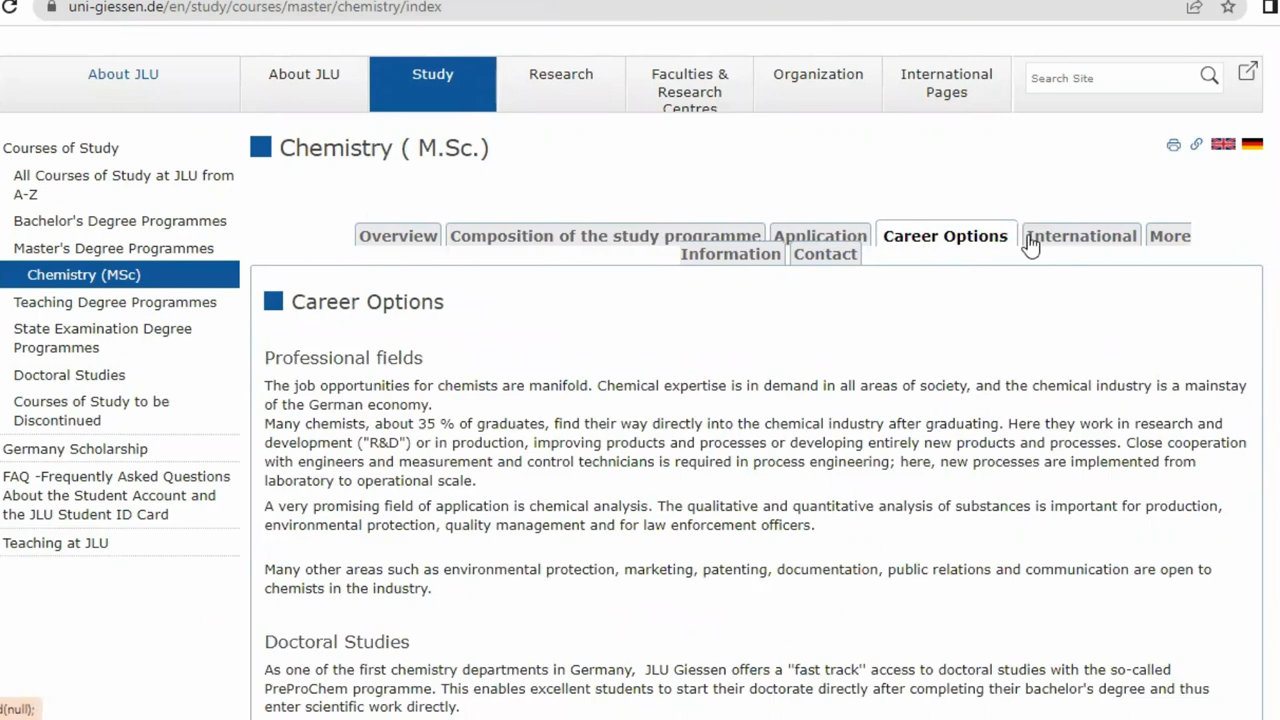 uni-giessen.de/en/study/courses/master/chemistry/index
About JLU
About JLU
Study
Research
Faculties &
Research
Centres
Organization
International
Pages
Search Site
Courses of Study
All Courses of Study at JLU from
A-Z
Bachelor's Degree Programmes
Master's Degree Programmes
Chemistry (MSc)
Teaching Degree Programmes
State Examination Degree
Programmes
Doctoral Studies
Courses of Study to be
Discontinued
Germany Scholarship
FAQ -Frequently Asked Questions
About the Student Account and
the JLU Student ID Card
Teaching at JLU
Chemistry ( M.Sc.)
Overview Composition of the study programme Application Career Options International More
Information Contact
Career Options
Professional fields
The job opportunities for chemists are manifold. Chemical expertise is in demand in all areas of society, and the chemical industry is a mainstay
of the German economy.
Many chemists, about 35 % of graduates, find their way directly into the chemical industry after graduating. Here they work in research and
development ("R&D") or in production, improving products and processes or developing entirely new products and processes. Close cooperation
with engineers and measurement and control technicians is required in process engineering; here, new processes are implemented from
laboratory to operational scale.
A very promising field of application is chemical analysis. The qualitative and quantitative analysis of substances is important for production,
environmental protection, quality management and for law enforcement officers.
Many other areas such as environmental protection, marketing, patenting, documentation, public relations and communication are open to
chemists in the industry.
Doctoral Studies
As one of the first chemistry departments in Germany,  JLU Giessen offers a "fast track" access to doctoral studies with the so-called
PreProChem programme. This enables excellent students to start their doctorate directly after completing their bachelor's degree and thus
enter scientific work directly.
d(null);